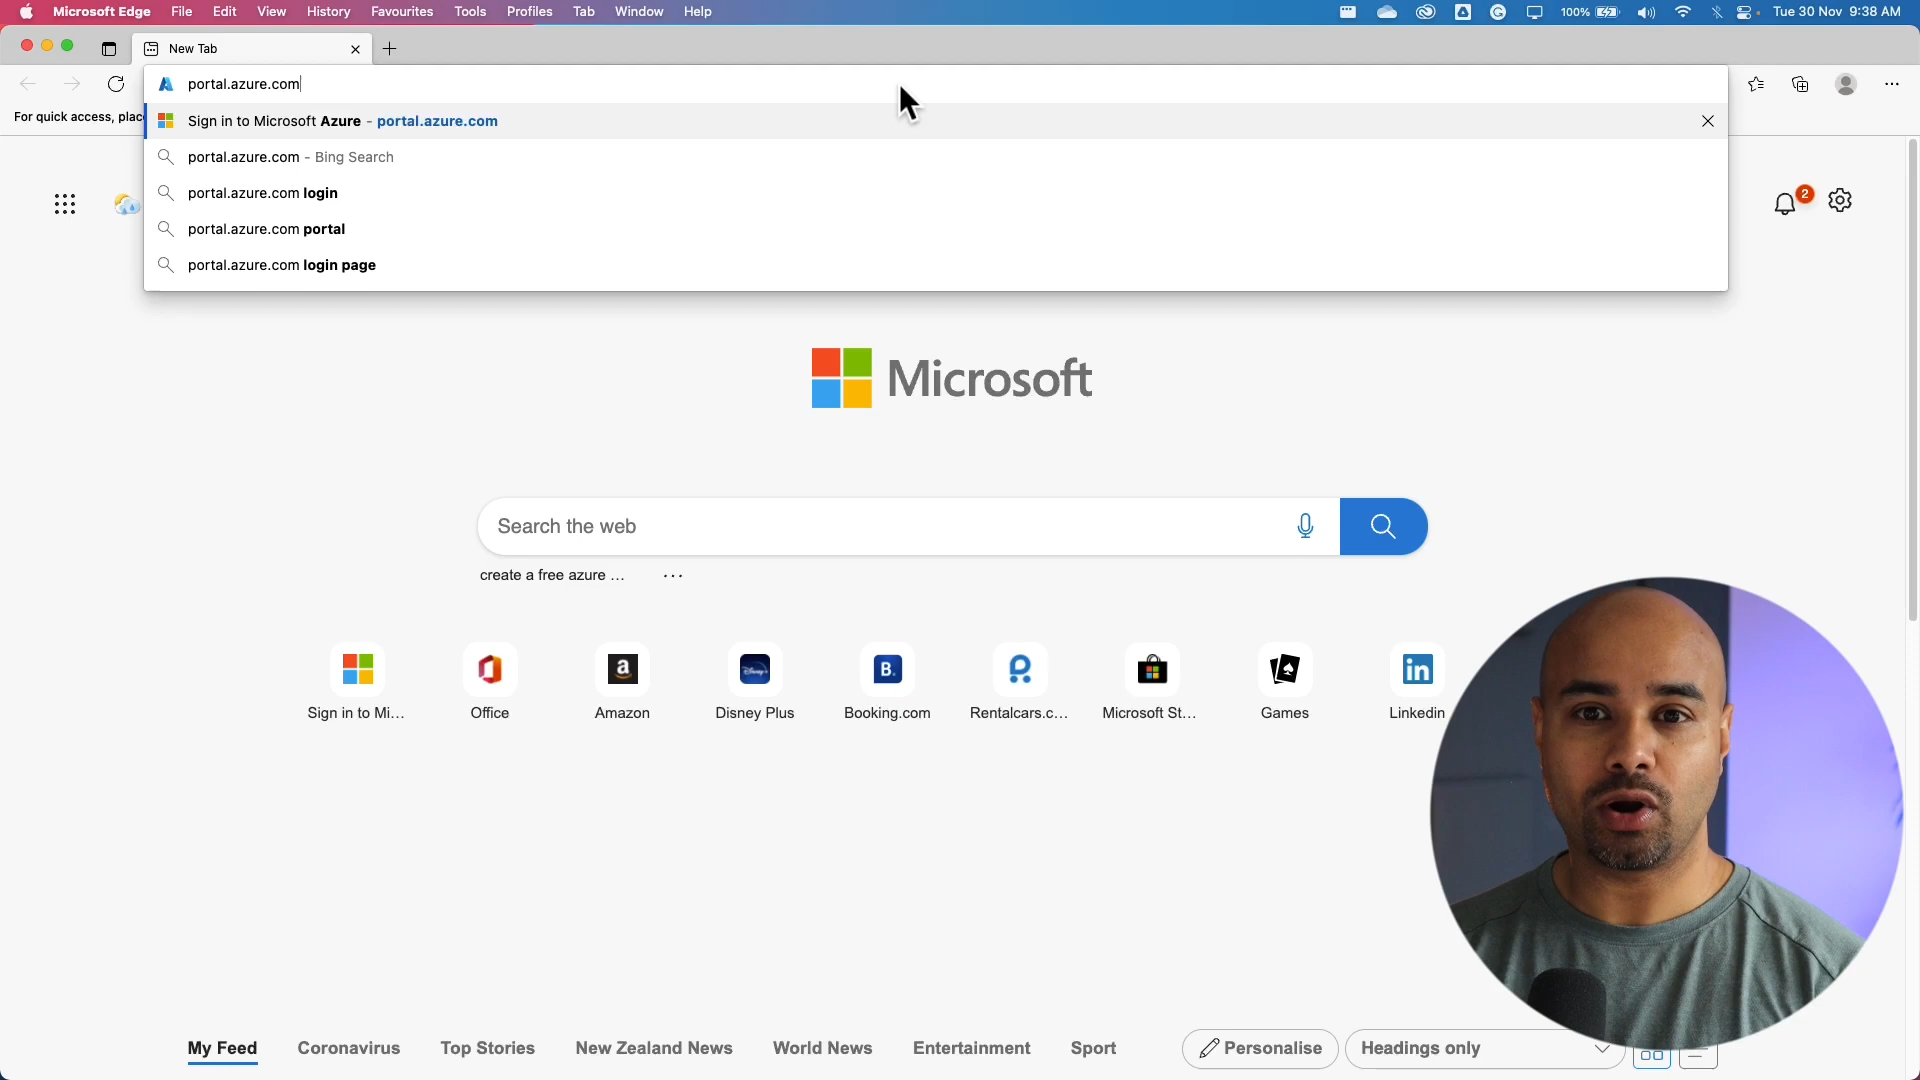 Microsoft Edge File Edit View History Favourites Tools Profiles Tab Window Help 100% Tue 30 Nov 9:38 AM
New Tab
portal.azure.com
For quick access, plac
Sign in to Microsoft Azure - portal.azure.com
portal.azure.com - Bing Search
portal.azure.com login
portal.azure.com portal
portal.azure.com login page
2
Microsoft
Search the web
create a free azure ...
a Disney+ B. in
Sign in to Mi... Office Amazon Disney Plus Booking.com Rentalcars.c... Microsoft St... Games Linkedin
My Feed Coronavirus Top Stories New Zealand News World News Entertainment Sport Personalise Headings only